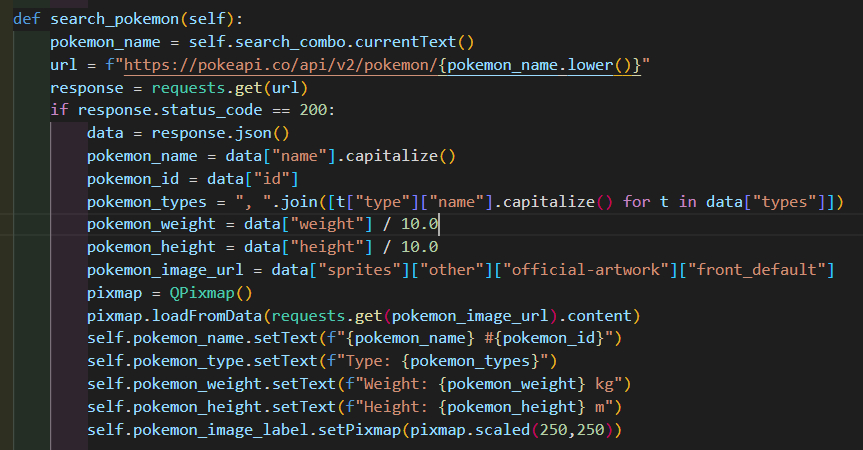 def search_pokemon(self):
    pokemon_name = self.search_combo.currentText()
    url = f"https://pokeapi.co/api/v2/pokemon/{pokemon_name.lower()}"
    response = requests.get(url)
    if response.status_code == 200:
        data = response.json()
        pokemon_name = data["name"].capitalize()
        pokemon_id = data["id"]
        pokemon_types = ", ".join([t["type"]["name"].capitalize() for t in data["types"]])
        pokemon_weight = data["weight"] / 10.0
        pokemon_height = data["height"] / 10.0
        pokemon_image_url = data["sprites"]["other"]["official-artwork"]["front_default"]
        pixmap = QPixmap()
        pixmap.loadFromData(requests.get(pokemon_image_url).content)
        self.pokemon_name.setText(f"{pokemon_name} #{pokemon_id}")
        self.pokemon_type.setText(f"Type: {pokemon_types}")
        self.pokemon_weight.setText(f"Weight: {pokemon_weight} kg")
        self.pokemon_height.setText(f"Height: {pokemon_height} m")
        self.pokemon_image_label.setPixmap(pixmap.scaled(250,250))